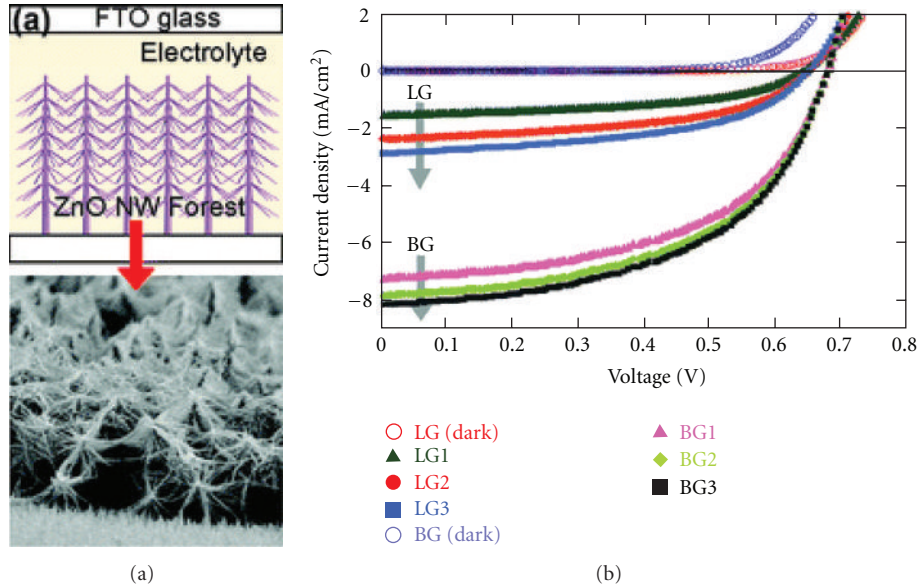 (a)
FTO glass
Electrolyte
ZnO NW Forest
(a)
(b)
Current density (mA/cm²)
2
0
−2
−4
−6
−8
LG
BG
0 0.1 0.2 0.3 0.4 0.5 0.6 0.7 0.8
Voltage (V)
LG (dark)
LG1
LG2
LG3
BG (dark)
BG1
BG2
BG3
(a)
(b)